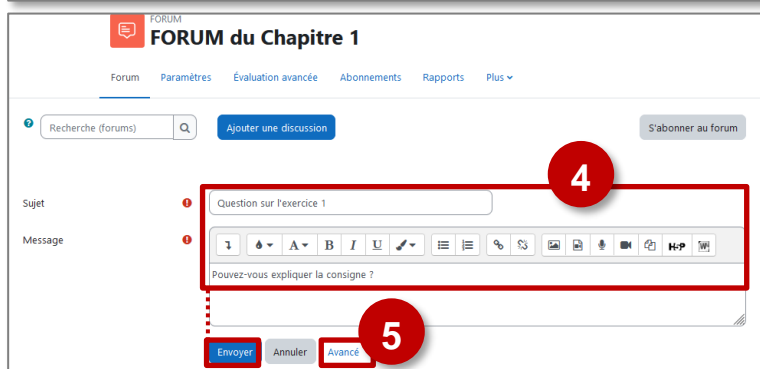 FORUM
FORUM du Chapitre 1
Forum Paramètres Évaluation avancée Abonnements Rapports Plus
Recherche (forums) Ajouter une discussion S'abonner au forum
4
Sujet Question sur l'exercice 1
Message
A B I U H-P W
Pouvez-vous expliquer la consigne ?
5
Envoyer Annuler Avancé